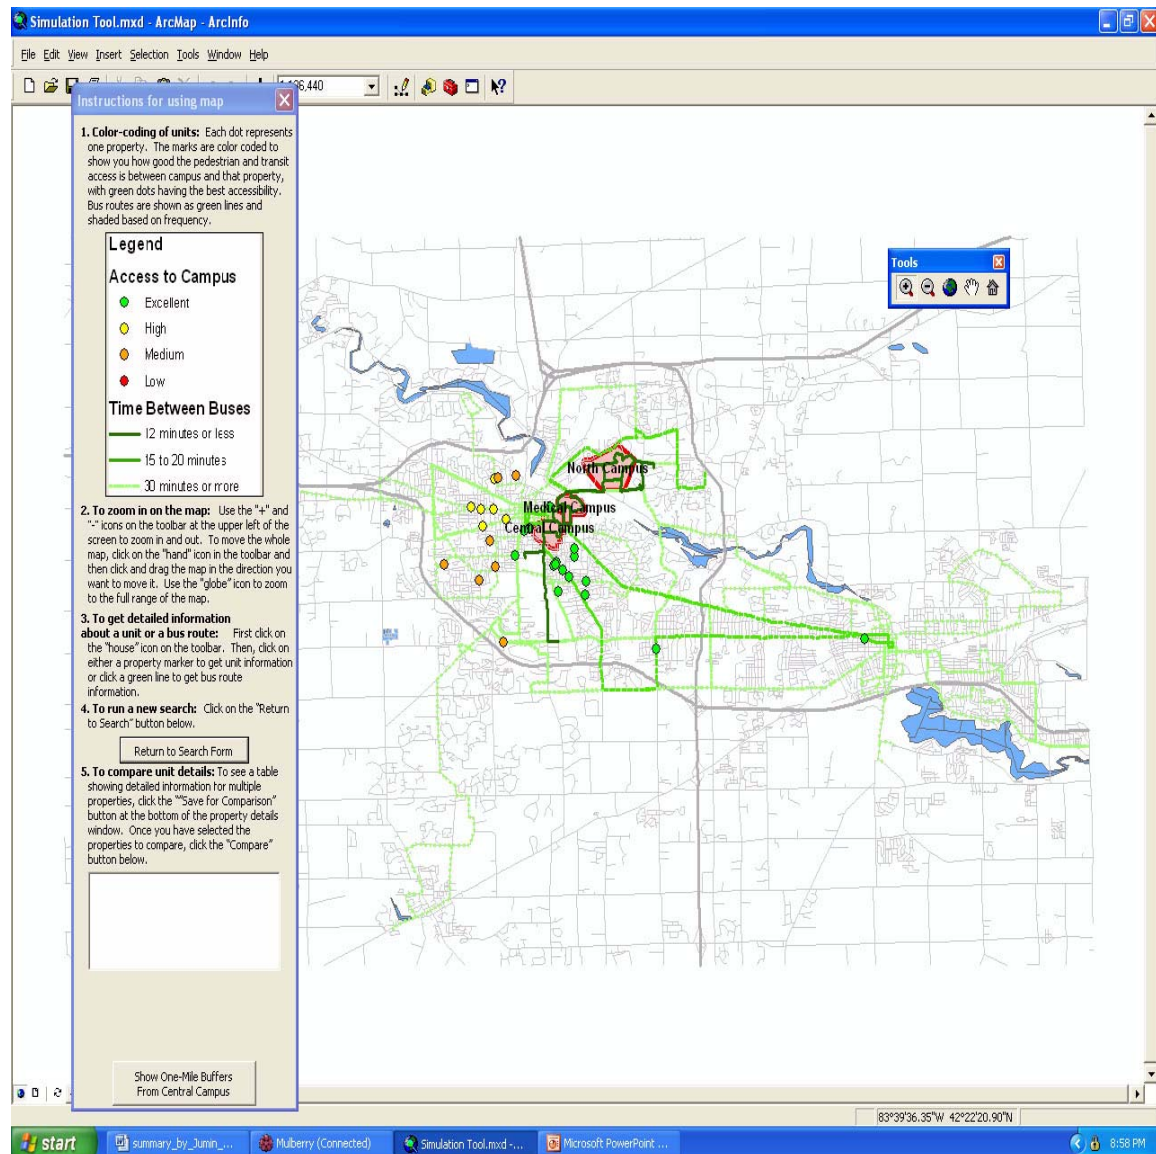 Simulation Tool.mxd - ArcMap - ArcInfo
File Edit View Insert Selection Tools Window Help
Instructions for using map
1. Color-coding of units: Each dot represents
one property. The marks are color coded to
show you how good the pedestrian and transit
access is between campus and that property,
with green dots having the best accessibility.
Bus routes are shown as green lines and
shaded based on frequency.
Legend
Access to Campus
Excellent
High
Medium
Low
Time Between Buses
12 minutes or less
15 to 20 minutes
30 minutes or more
2. To zoom in on the map: Use the "+" and
"-" icons on the toolbar at the upper left of the
screen to zoom in and out. To move the whole
map, click on the "hand" icon in the toolbar and
then click and drag the map in the direction you
want to move it. Use the "globe" icon to zoom
to the full range of the map.
3. To get detailed information
about a unit or a bus route: First click on
the "house" icon on the toolbar. Then, click on
either a property marker to get unit information
or click a green line to get bus route
information.
4. To run a new search: Click on the "Return
to Search" button below.
Return to Search Form
5. To compare unit details: To see a table
showing detailed information for multiple
properties, click the ""Save for Comparison"
button at the bottom of the property details
window. Once you have selected the
properties to compare, click the "Compare"
button below.
Show One-Mile Buffers
From Central Campus
Tools
North Campus
Medical Campus
Central Campus
83°39'36.35"W 42°22'20.90"N
start
summary_by_Jumin_...
Mulberry (Connected)
Simulation Tool.mxd -...
Microsoft PowerPoint ...
8:58 PM